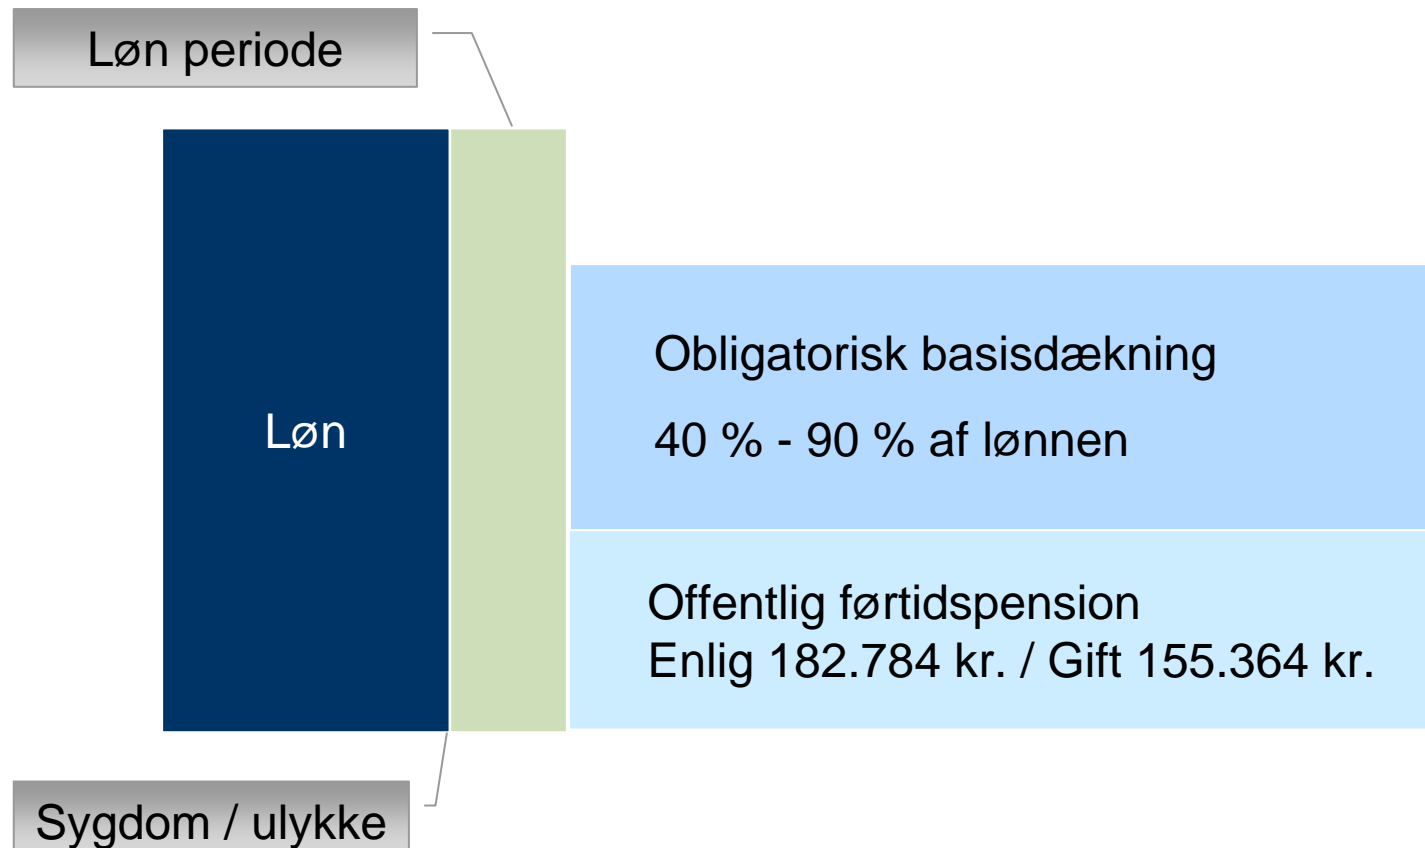 Løn periode
Løn
Obligatorisk basisdækning
40 % - 90 % af lønnen
Offentlig førtidspension
Enlig 182.784 kr. / Gift 155.364 kr.
Sygdom / ulykke